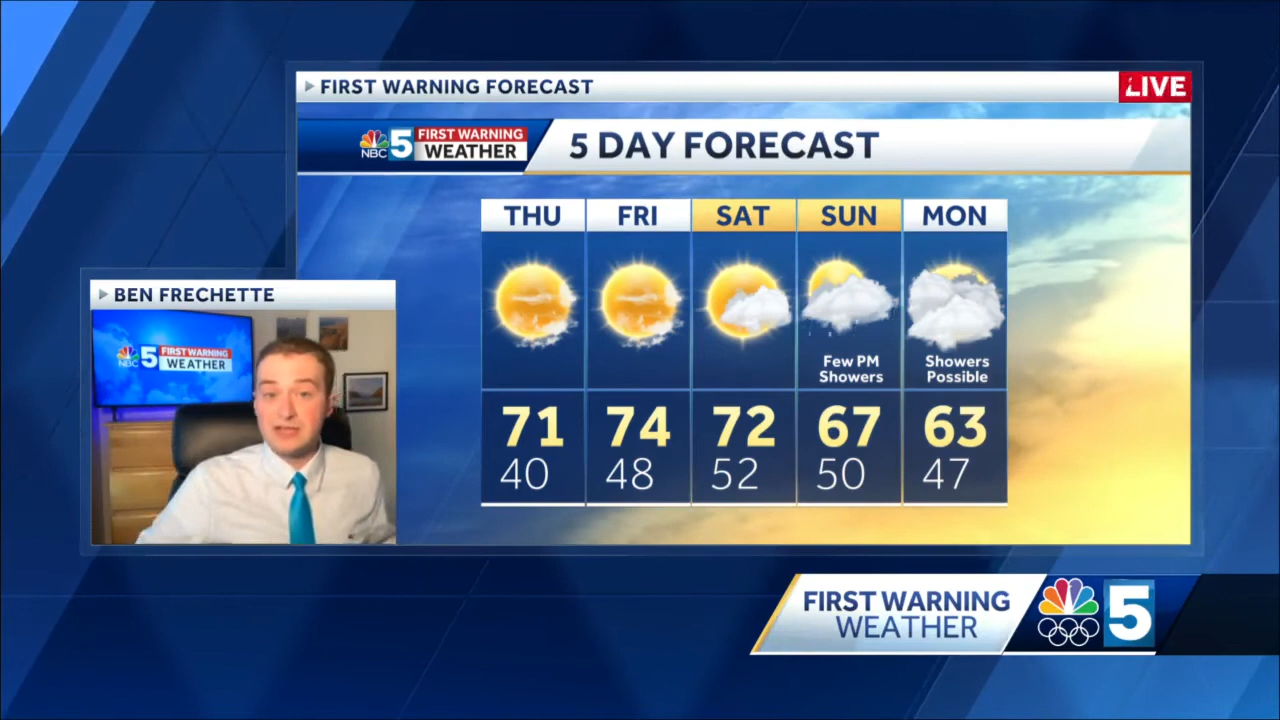 FIRST WARNING FORECAST
LIVE
NBC 5 FIRST WARNING
WEATHER
5 DAY FORECAST
THU FRI SAT SUN MON
Few PM
Showers
Showers
Possible
71 74 72 67 63
40 48 52 50 47
BEN FRECHETTE
NBC 5 FIRST WARNING
WEATHER
FIRST WARNING
WEATHER
5